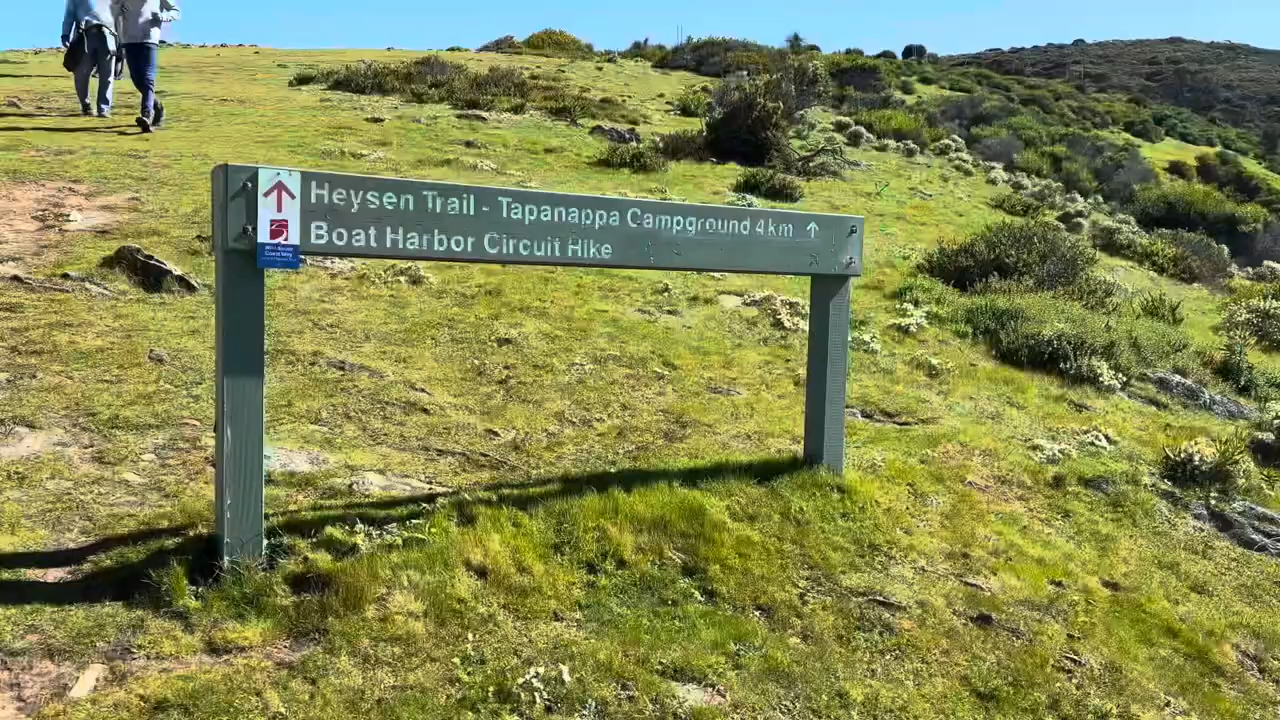 Heysen Trail - Tapanappa Campground 4km ↑
Boat Harbor Circuit Hike